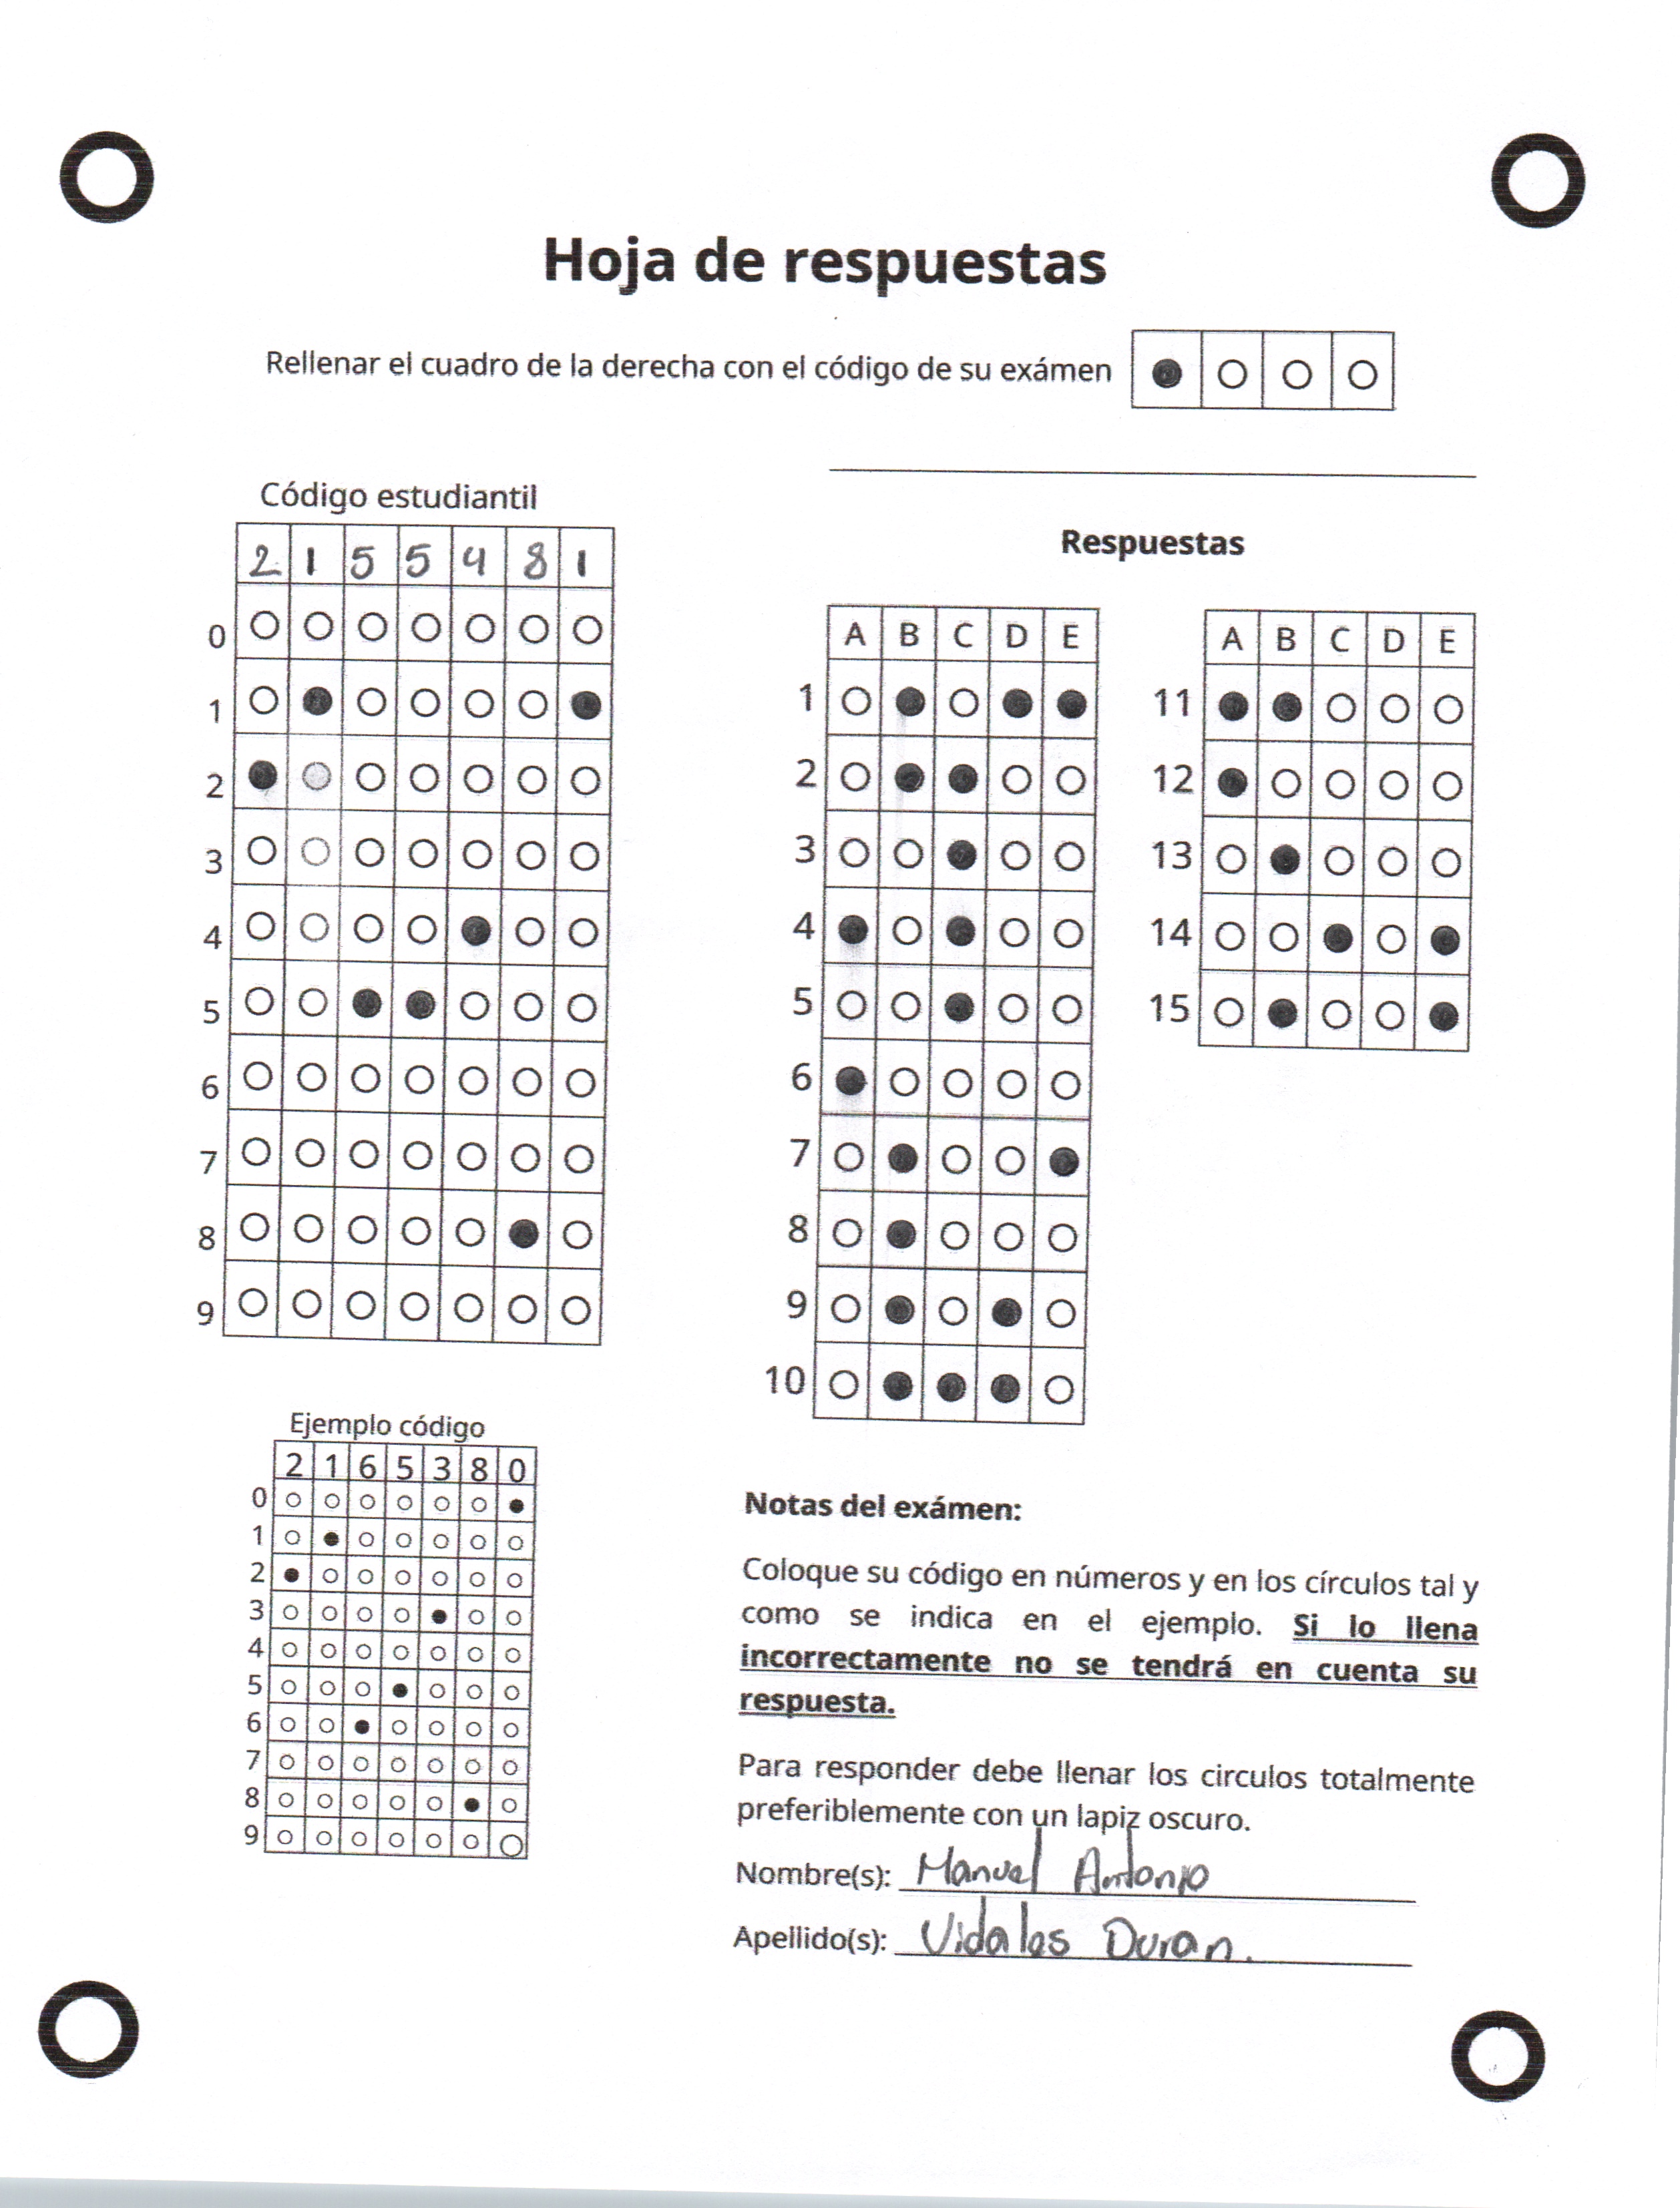 Hoja de respuestas
Rellenar el cuadro de la derecha con el código de su exámen
Código estudiantil
2 1 5 5 4 8 1
0
1
2
3
4
5
6
7
8
9
Respuestas
A B C D E
1
2
3
4
5
6
7
8
9
10
A B C D E
11
12
13
14
15
Ejemplo código
2 1 6 5 3 8 0
0
1
2
3
4
5
6
7
8
9
Notas del exámen:
Coloque su código en números y en los círculos tal y
como se indica en el ejemplo. Si lo llena
incorrectamente no se tendrá en cuenta su
respuesta.
Para responder debe llenar los circulos totalmente
preferiblemente con un lapiz oscuro.
Nombre(s): Manuel Antonio
Apellido(s): Vidales Duran.